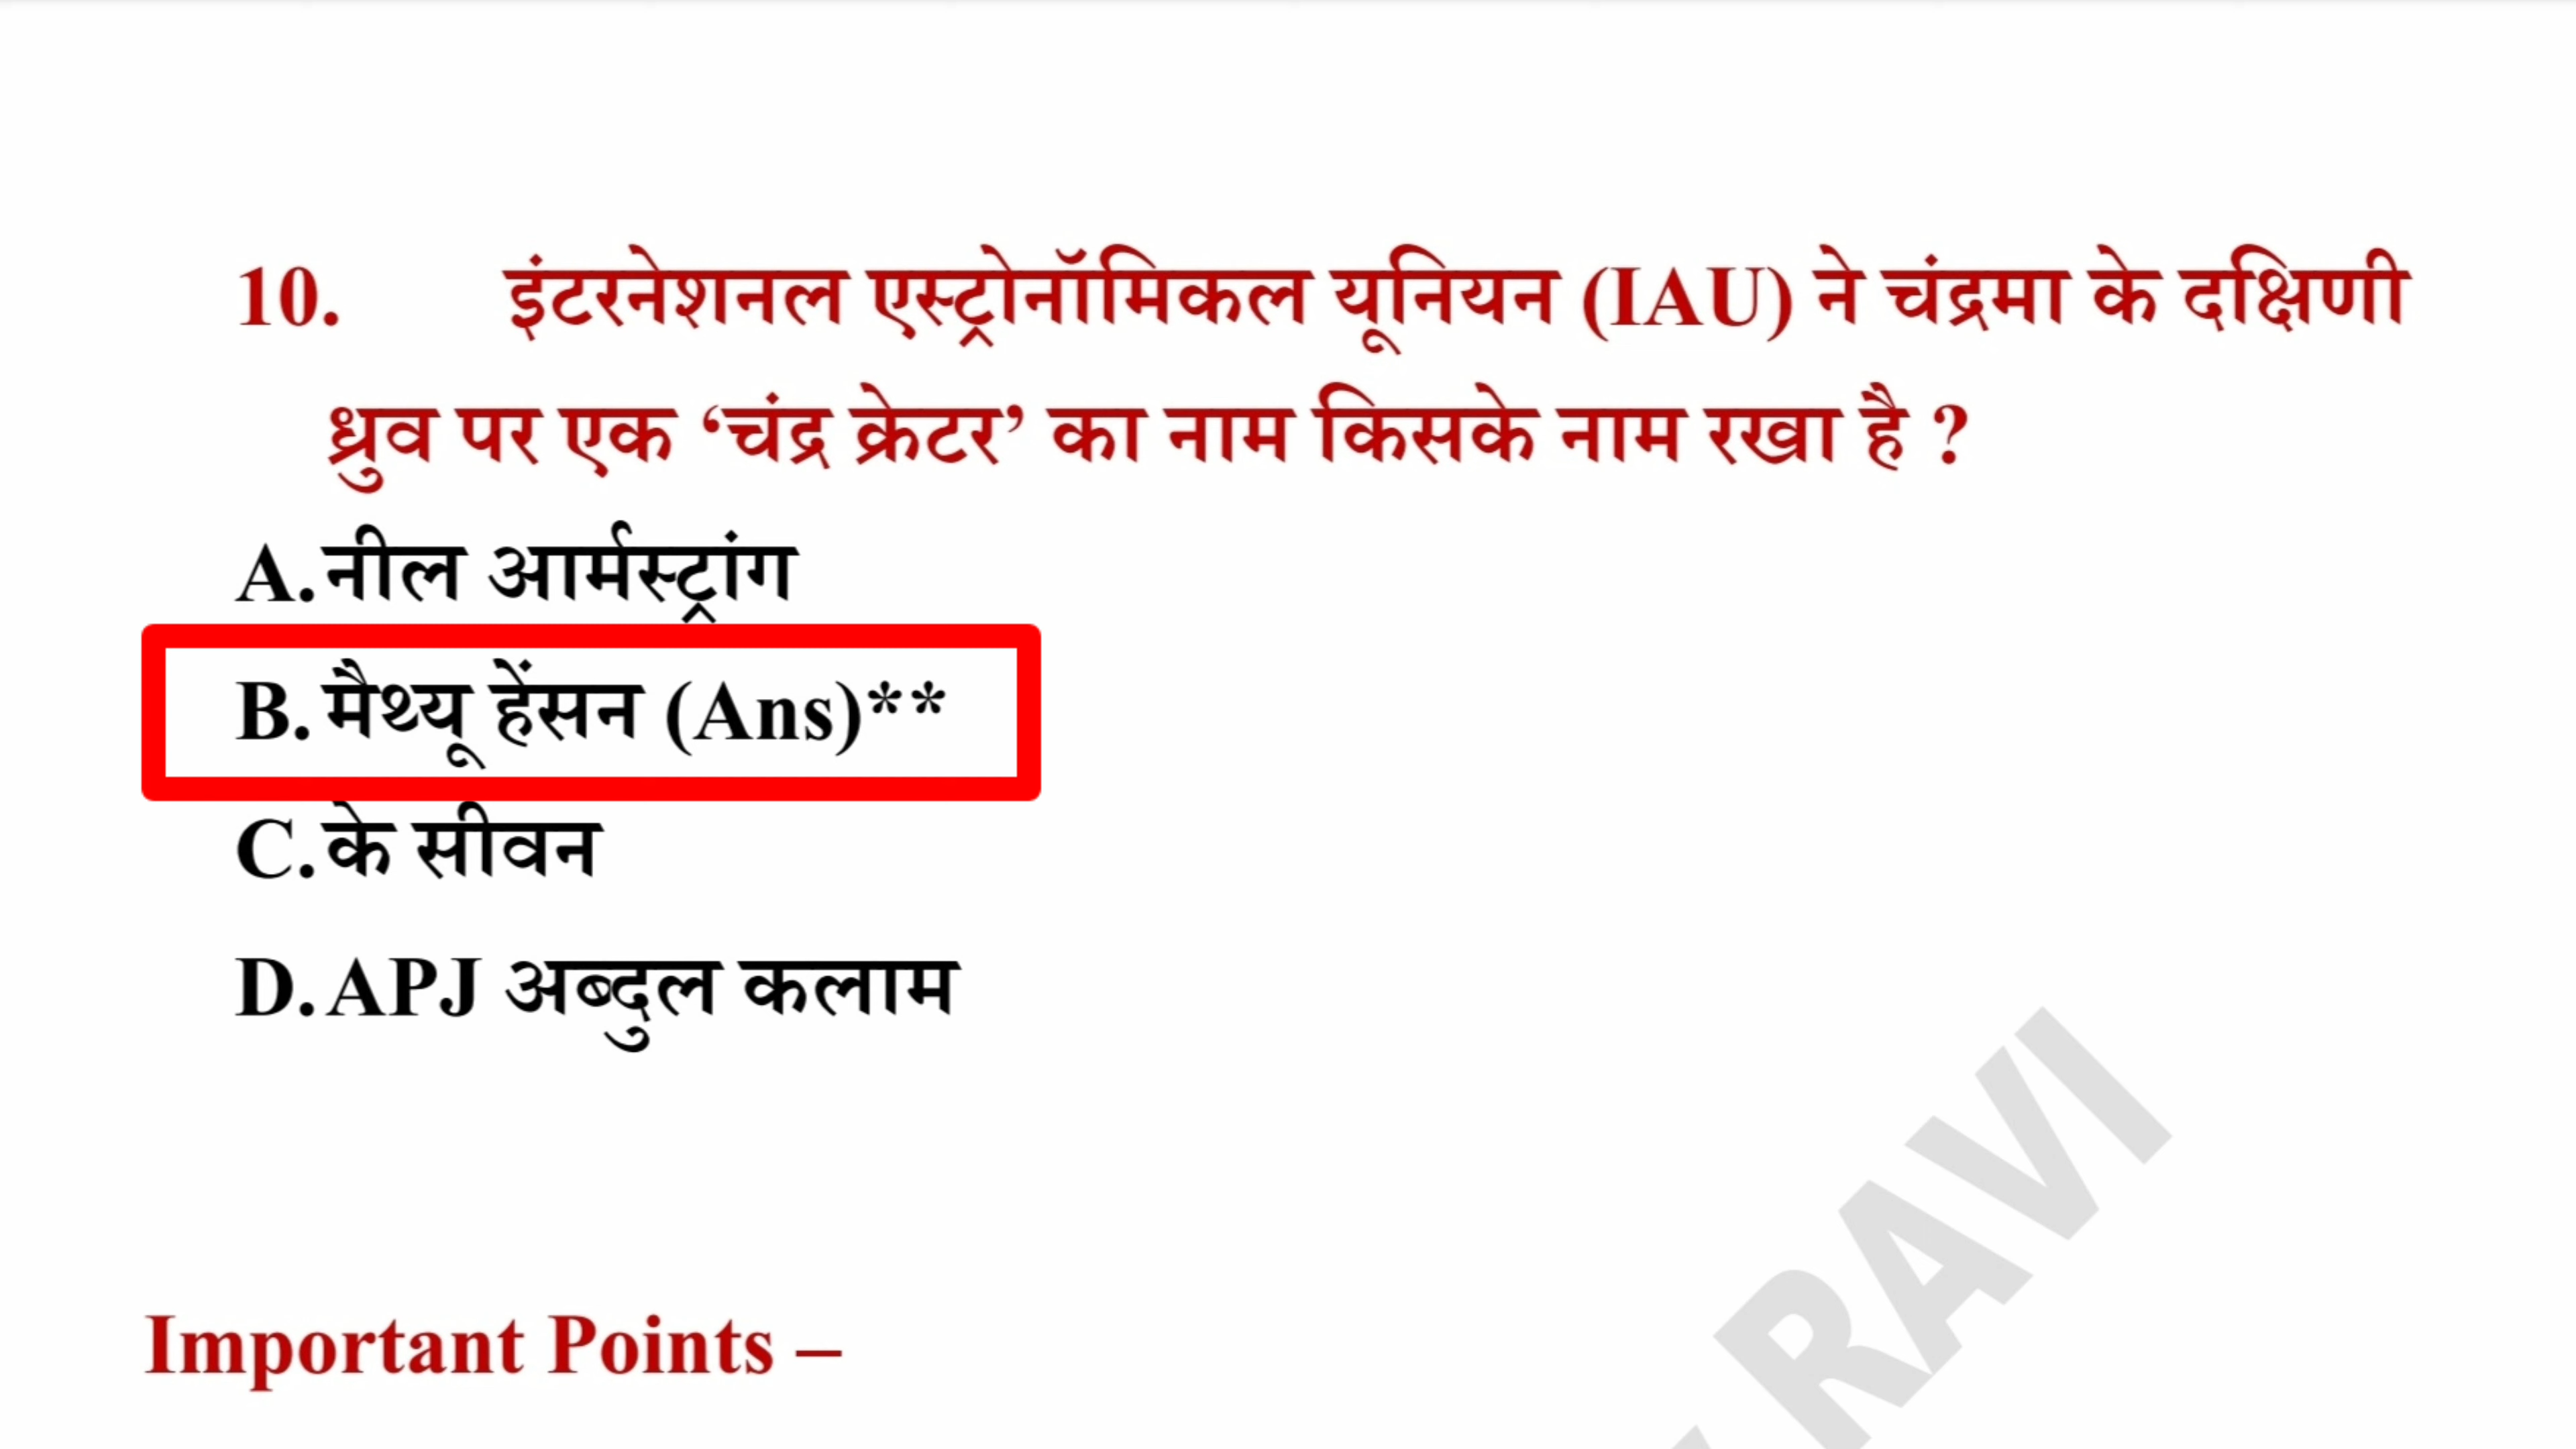 10. इंटरनेशनल एस्ट्रोनॉमिकल यूनियन (IAU) ने चंद्रमा के दक्षिणी
ध्रुव पर एक ‘चंद्र क्रेटर’ का नाम किसके नाम रखा है ?
A. नील आर्मस्ट्रांग
B. मैथ्यू हेंसन (Ans)**
C. के सीवन
D. APJ अब्दुल कलाम
Important Points –
RAVI